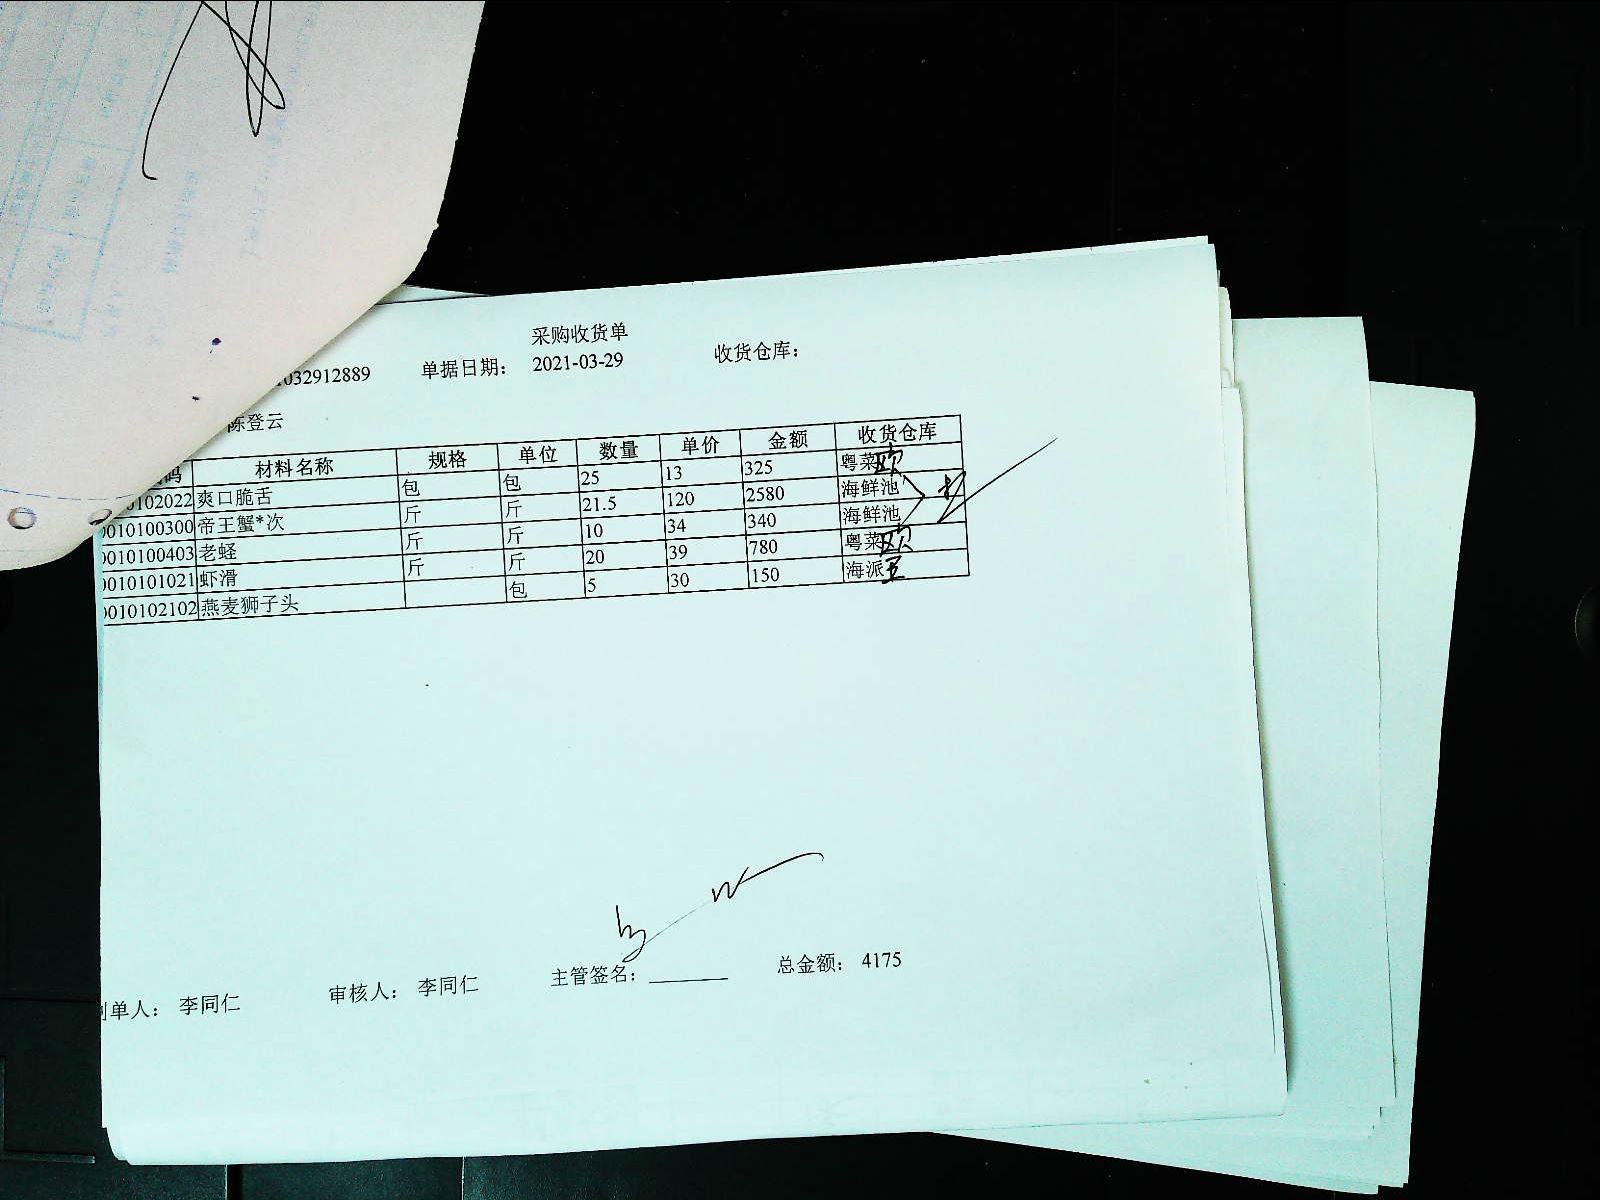 采购收货单
1032912889 单据日期: 2021-03-29 收货仓库:
陈登云
码 材料名称 规格 单位 数量 单价 金额 收货仓库
0102022 爽口脆舌 包 包 25 13 325 粤菜 欧
0010100300 帝王蟹*次 斤 斤 21.5 120 2580 海鲜池
0010100403 老蛏 斤 斤 10 34 340 海鲜池
0010101021 虾滑 斤 斤 20 39 780 粤菜 欧
0010102102 燕麦狮子头 包 5 30 150 海派
制单人: 李同仁 审核人: 李同仁 主管签名: 总金额: 4175